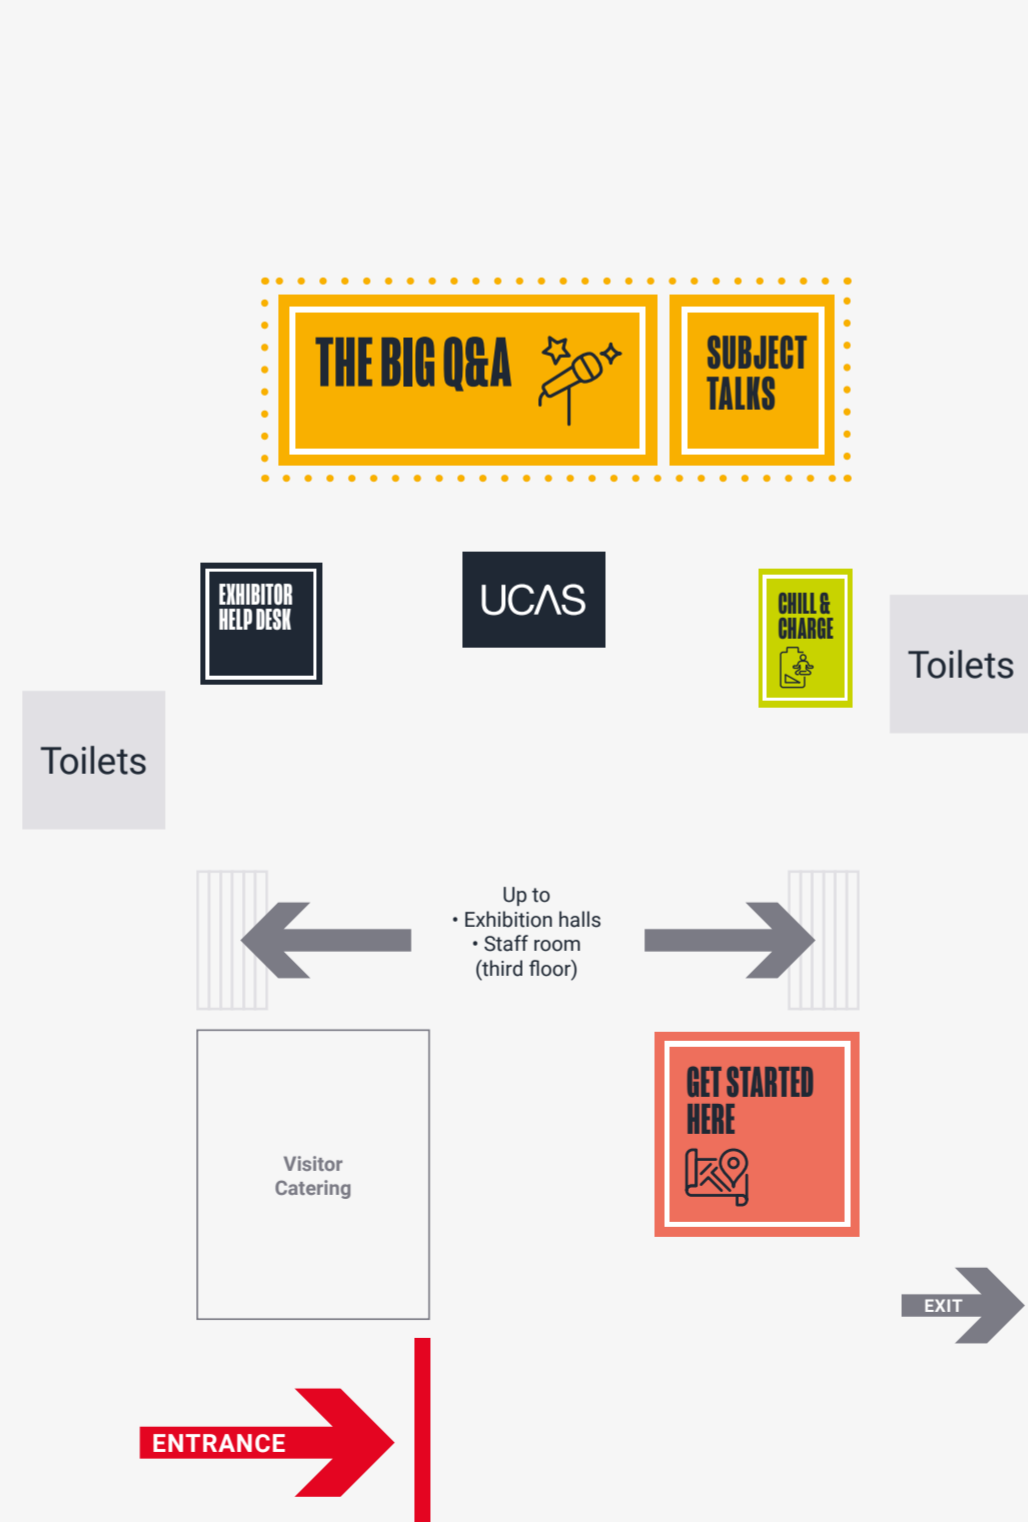 THE BIG Q&A
SUBJECT
TALKS
EXHIBITOR
HELP DESK
UCAS
CHILL &
CHARGE
Toilets
Toilets
Up to
• Exhibition halls
• Staff room
(third floor)
GET STARTED
HERE
Visitor
Catering
EXIT
ENTRANCE